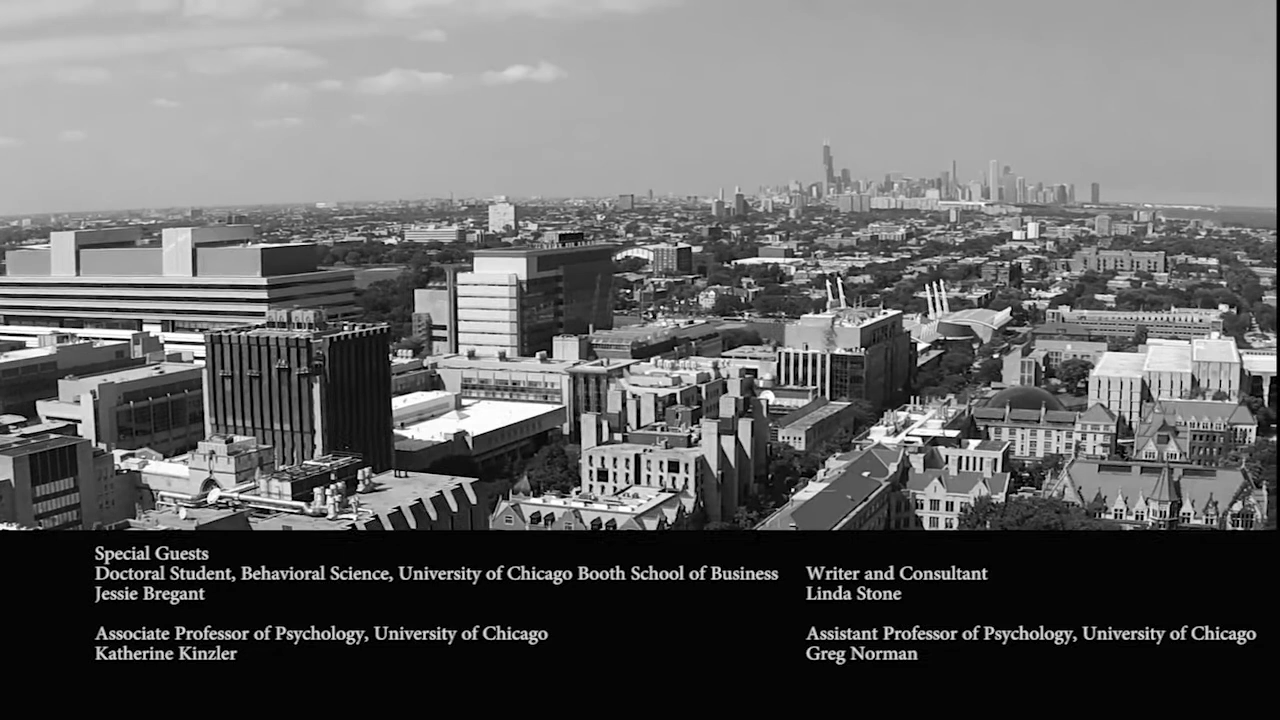 Special Guests
Doctoral Student, Behavioral Science, University of Chicago Booth School of Business
Jessie Bregant
Associate Professor of Psychology, University of Chicago
Katherine Kinzler
Writer and Consultant
Linda Stone
Assistant Professor of Psychology, University of Chicago
Greg Norman